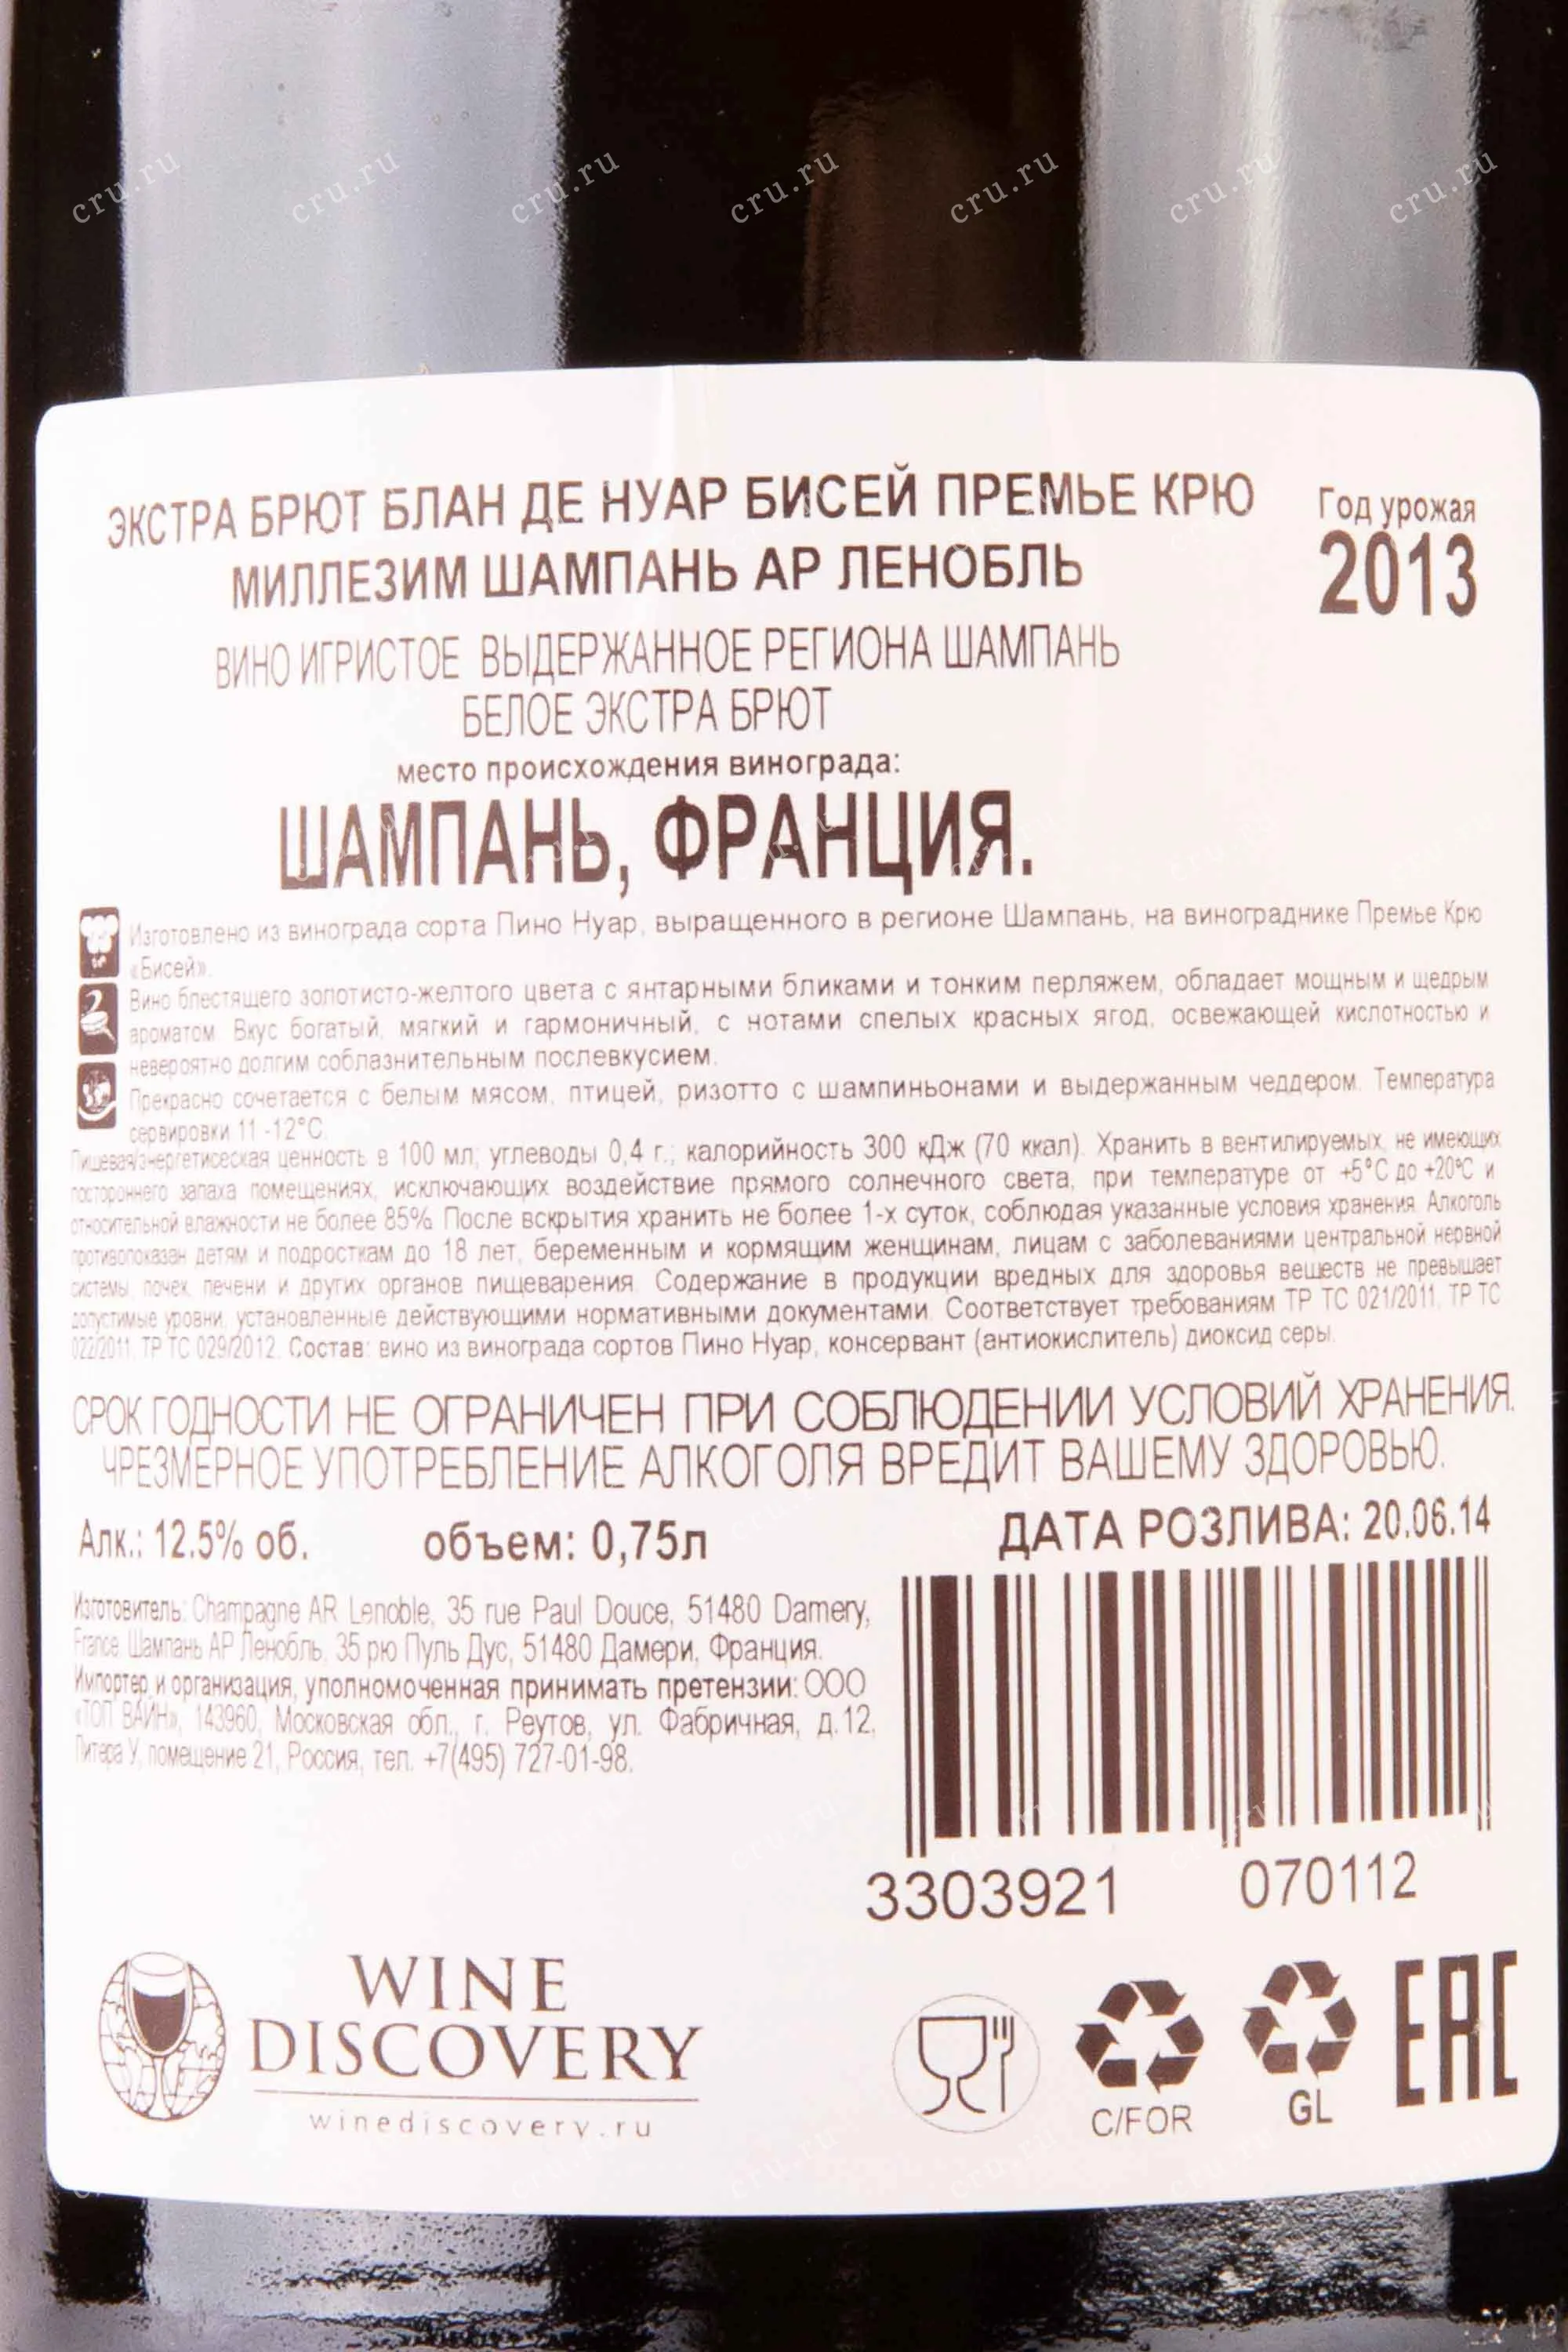 cru.ru cru.ru cru.ru cru.ru cru.ru cru.ru cru.ru
ЭКСТРА БРЮТ БЛАН ДЕ НУАР БИСЕЙ ПРЕМЬЕ КРЮ
МИЛЛЕЗИМ ШАМПАНЬ АР ЛЕНОБЛЬ
Год урожая
2013
ВИНО ИГРИСТОЕ ВЫДЕРЖАННОЕ РЕГИОНА ШАМПАНЬ
БЕЛОЕ ЭКСТРА БРЮТ
место происхождения винограда:
ШАМПАНЬ, ФРАНЦИЯ.
Изготовлено из винограда сорта Пино Нуар, выращенного в регионе Шампань, на винограднике Премье Крю
«Бисей».
Вино блестящего золотисто-желтого цвета с янтарными бликами и тонким перляжем, обладает мощным и щедрым
ароматом. Вкус богатый, мягкий и гармоничный, с нотами спелых красных ягод, освежающей кислотностью и
невероятно долгим соблазнительным послевкусием.
Прекрасно сочетается с белым мясом, птицей, ризотто с шампиньонами и выдержанным чеддером. Температура
сервировки 11 -12°С.
Пищевая/энергетисеская ценность в 100 мл; углеводы 0,4 г.; калорийность 300 кДж (70 ккал). Хранить в вентилируемых, не имеющих
постороннего запаха помещениях, исключающих воздействие прямого солнечного света, при температуре от +5°С до +20°С и
относительной влажности не более 85%. После вскрытия хранить не более 1-х суток, соблюдая указанные условия хранения. Алкоголь
противопоказан детям и подросткам до 18 лет, беременным и кормящим женщинам, лицам с заболеваниями центральной нервной
системы, почек, печени и других органов пищеварения. Содержание в продукции вредных для здоровья веществ не превышает
допустимые уровни, установленные действующими нормативными документами. Соответствует требованиям ТР ТС 021/2011, ТР ТС
022/2011, ТР ТС 029/2012. Состав: вино из винограда сортов Пино Нуар, консервант (антиокислитель) диоксид серы.
СРОК ГОДНОСТИ НЕ ОГРАНИЧЕН ПРИ СОБЛЮДЕНИИ УСЛОВИЙ ХРАНЕНИЯ.
ЧРЕЗМЕРНОЕ УПОТРЕБЛЕНИЕ АЛКОГОЛЯ ВРЕДИТ ВАШЕМУ ЗДОРОВЬЮ.
Алк.: 12.5% об. объем: 0,75л
ДАТА РОЗЛИВА: 20.06.14
Изготовитель: Champagne AR Lenoble, 35 rue Paul Douce, 51480 Damery,
France. Шампань АР Ленобль, 35 рю Пуль Дус, 51480 Дамери, Франция.
Импортер и организация, уполномоченная принимать претензии: ООО
«ТОП ВАЙН», 143960, Московская обл., г. Реутов, ул. Фабричная, д.12,
Литера У, помещение 21, Россия, тел. +7(495) 727-01-98.
3303921 070112
WINE
DISCOVERY
winediscovery.ru
C/FOR
GL
EAC